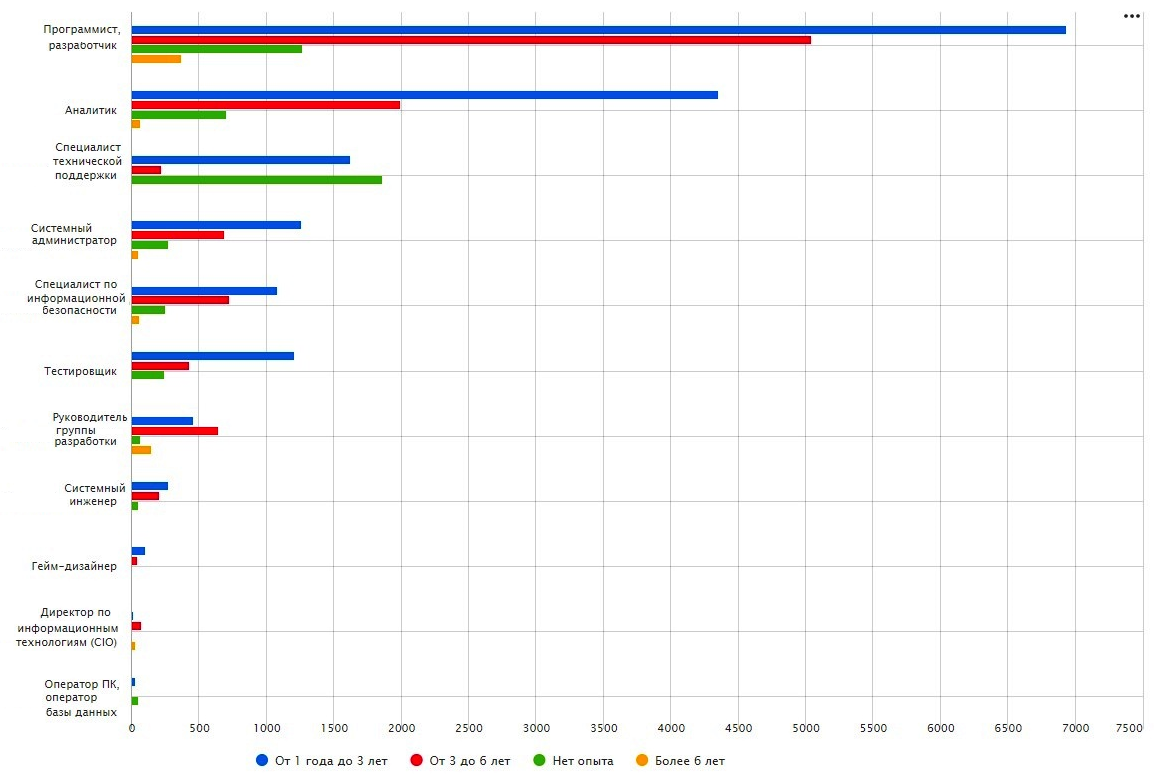 Программист,
разработчик
Аналитик
Специалист
технической
поддержки
Системный
администратор
Специалист по
информационной
безопасности
Тестировщик
Руководитель
группы
разработки
Системный
инженер
Гейм-дизайнер
Директор по
информационным
технологиям (CIO)
Оператор ПК,
оператор
базы данных
0 500 1000 1500 2000 2500 3000 3500 4000 4500 5000 5500 6000 6500 7000 7500
От 1 года до 3 лет От 3 до 6 лет Нет опыта Более 6 лет